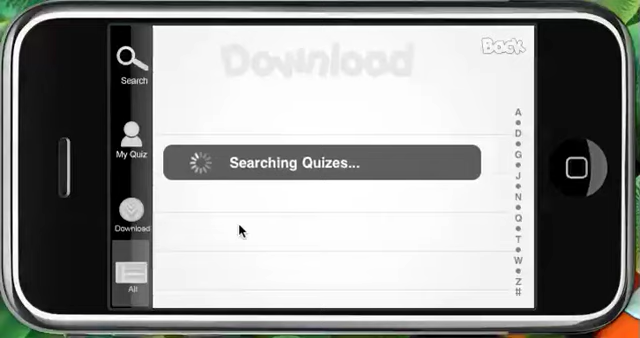 Download
Back
Search
My Quiz
Download
All
Searching Quizes...
A
D
G
J
N
Q
T
W
Z
#